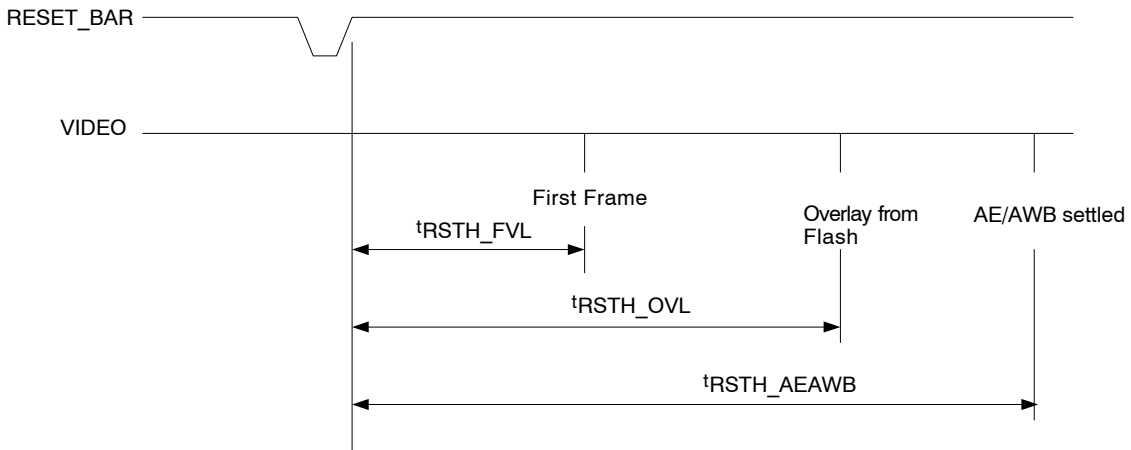 RESET_BAR
VIDEO
First Frame
Overlay from
Flash
AE/AWB settled
tRSTH_FVL
tRSTH_OVL
tRSTH_AEAWB